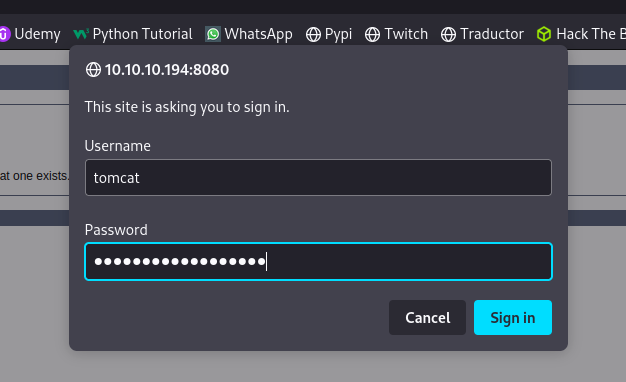 Udemy Python Tutorial WhatsApp Pypi Twitch Traductor Hack The B
10.10.10.194:8080
This site is asking you to sign in.
Username
at one exists.
tomcat
Password
●●●●●●●●●●●●●●●●●●
Cancel Sign in